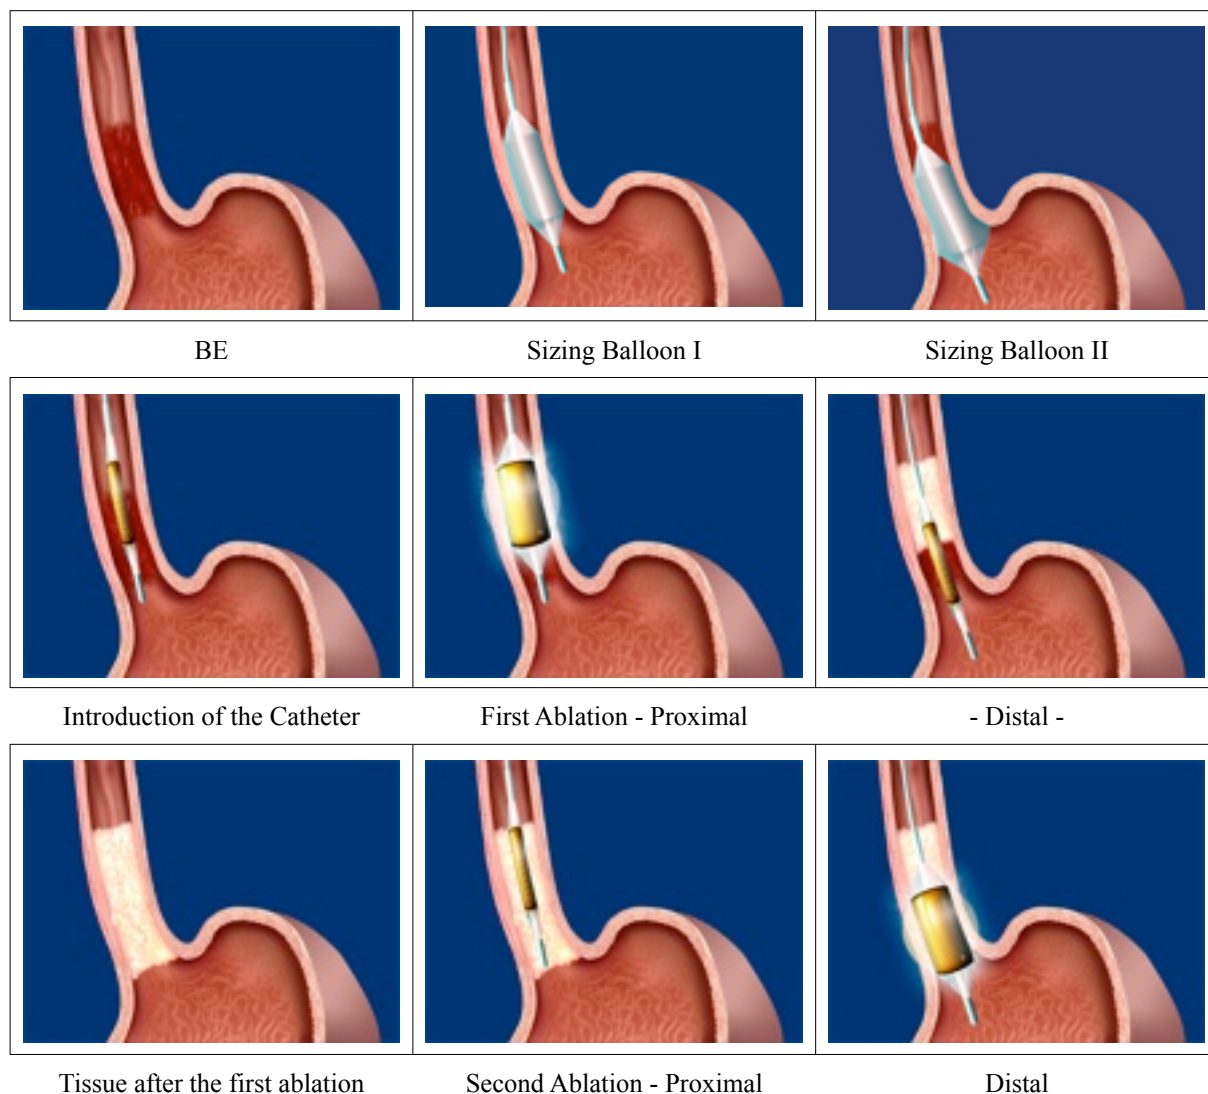 BE
Sizing Balloon I
Sizing Balloon II
Introduction of the Catheter
First Ablation - Proximal
- Distal -
Tissue after the first ablation
Second Ablation - Proximal
Distal